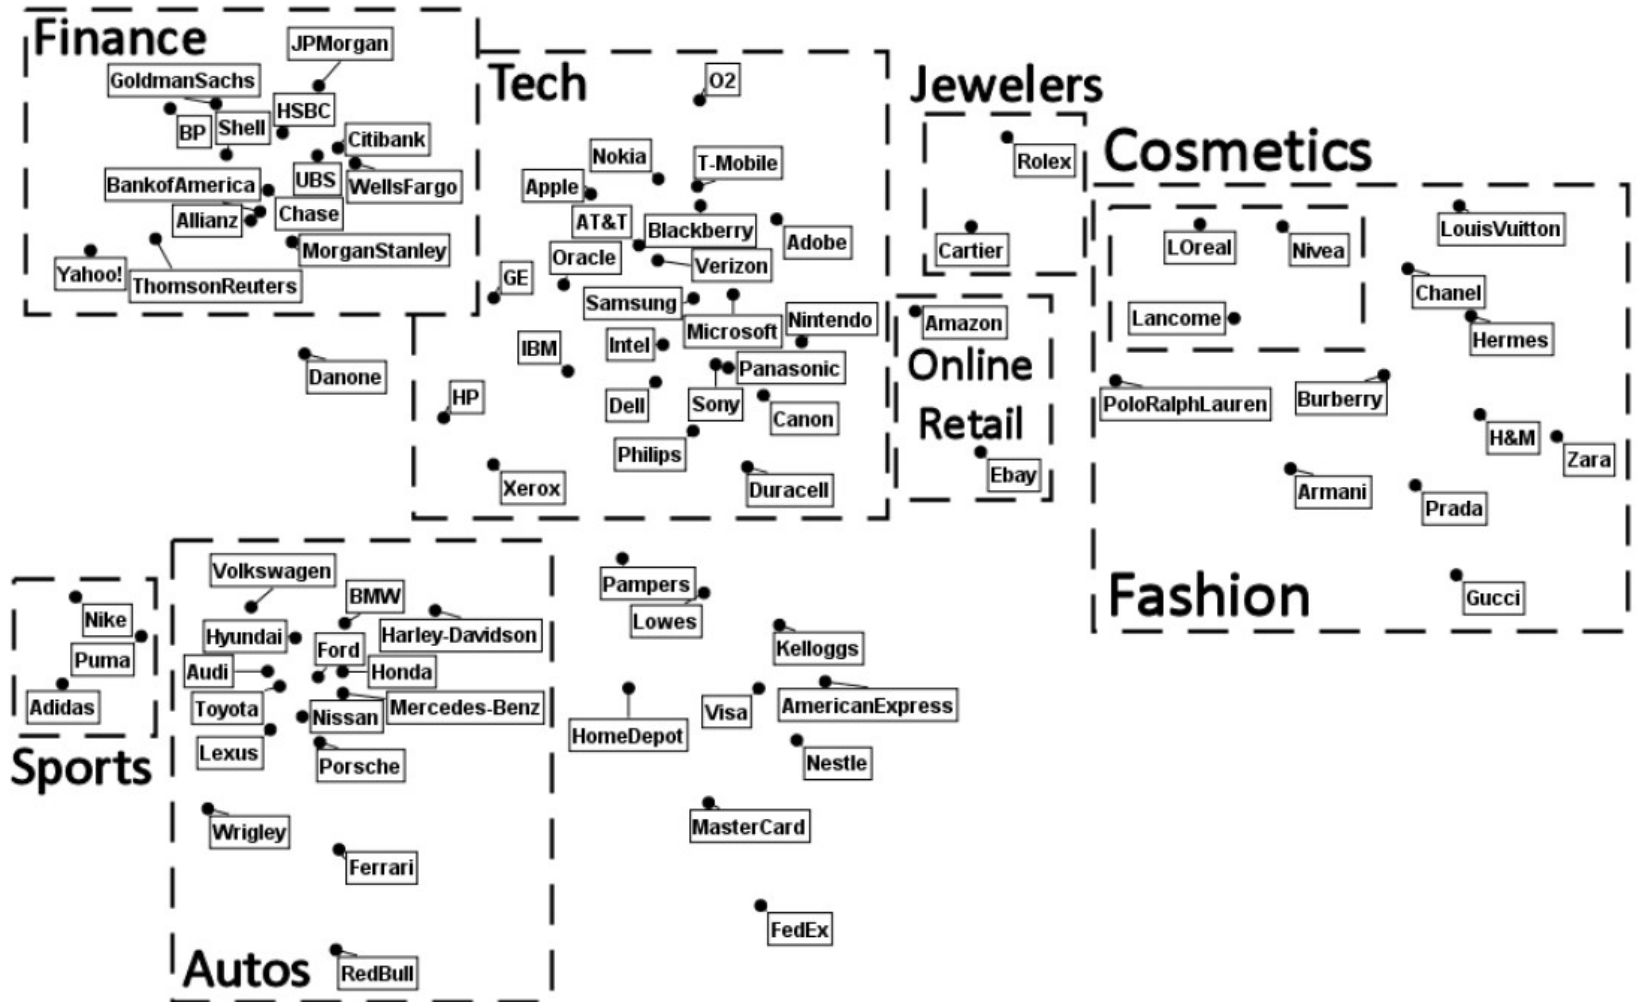 Finance
JPMorgan
GoldmanSachs
HSBC
BP
Shell
Citibank
UBS
WellsFargo
BankofAmerica
Chase
Allianz
MorganStanley
Yahoo!
ThomsonReuters
Danone
Tech
O2
Nokia
T-Mobile
Apple
AT&T
Blackberry
Adobe
Oracle
Verizon
GE
Samsung
Microsoft
Nintendo
IBM
Intel
Panasonic
HP
Dell
Sony
Canon
Philips
Xerox
Duracell
Jewelers
Rolex
Cartier
Amazon
Online
Retail
Ebay
Cosmetics
LOreal
Nivea
LouisVuitton
Chanel
Lancome
Hermes
PoloRalphLauren
Burberry
H&M
Zara
Armani
Prada
Fashion
Gucci
Nike
Puma
Adidas
Sports
Volkswagen
BMW
Hyundai
Harley-Davidson
Ford
Audi
Honda
Toyota
Mercedes-Benz
Nissan
Lexus
Porsche
Wrigley
Ferrari
Autos
RedBull
Pampers
Lowes
Kelloggs
Visa
AmericanExpress
HomeDepot
Nestle
MasterCard
FedEx